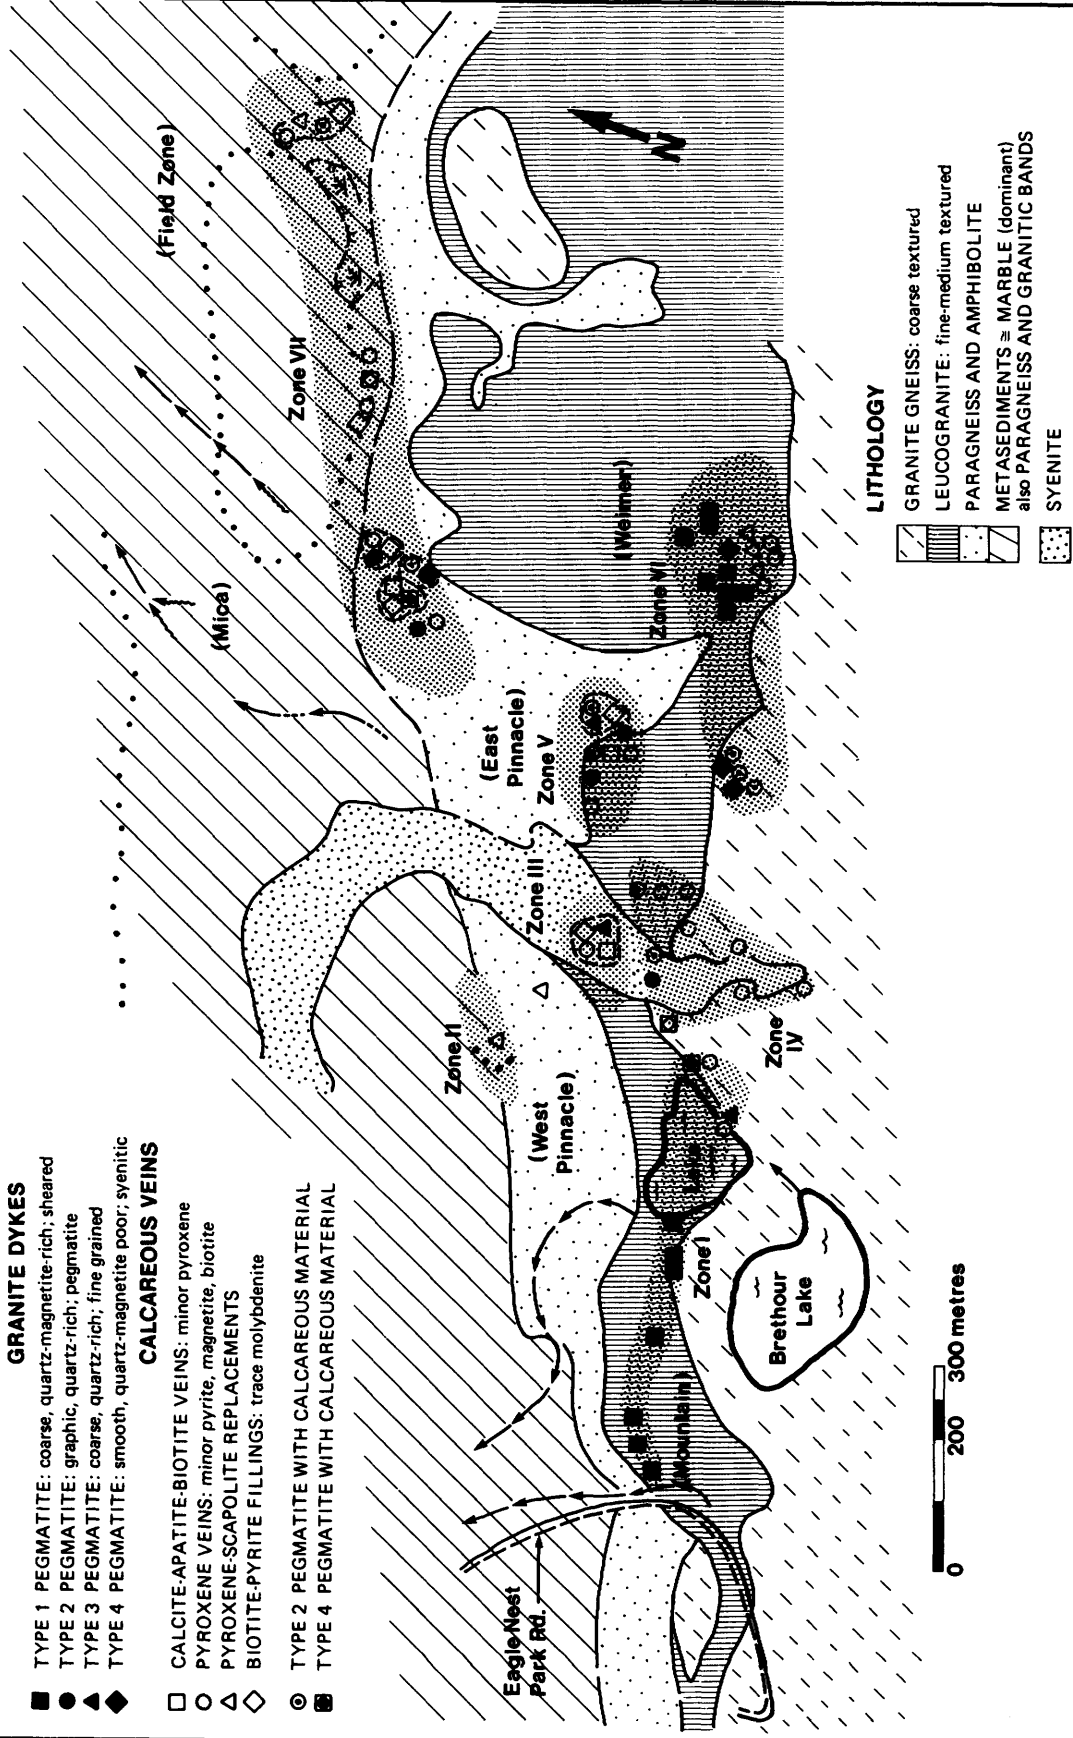 GRANITE DYKES
TYPE 1 PEGMATITE: coarse, quartz-magnetite-rich; sheared
TYPE 2 PEGMATITE: graphic, quartz-rich; pegmatite
TYPE 3 PEGMATITE: coarse, quartz-rich; fine grained
TYPE 4 PEGMATITE: smooth, quartz-magnetite poor; syenitic
CALCAREOUS VEINS
CALCITE-APATITE-BIOTITE VEINS: minor pyroxene
PYROXENE VEINS: minor pyrite, magnetite, biotite
PYROXENE-SCAPOLITE REPLACEMENTS
BIOTITE-PYRITE FILLINGS: trace molybdenite
TYPE 2 PEGMATITE WITH CALCAREOUS MATERIAL
TYPE 4 PEGMATITE WITH CALCAREOUS MATERIAL
(Field Zone)
Zone VII
(Mica)
(East
Pinnacle)
Zone V
(Weimer)
Zone VI
Zone III
Zone II
(West
Pinnacle)
Zone
IV
Lake
Zone I
(Mountain)
Brethour
Lake
Eagle Nest
Park Rd.
N
0 200 300 metres
LITHOLOGY
GRANITE GNEISS: coarse textured
LEUCOGRANITE: fine-medium textured
PARAGNEISS AND AMPHIBOLITE
METASEDIMENTS ≅ MARBLE (dominant)
also PARAGNEISS AND GRANITIC BANDS
SYENITE